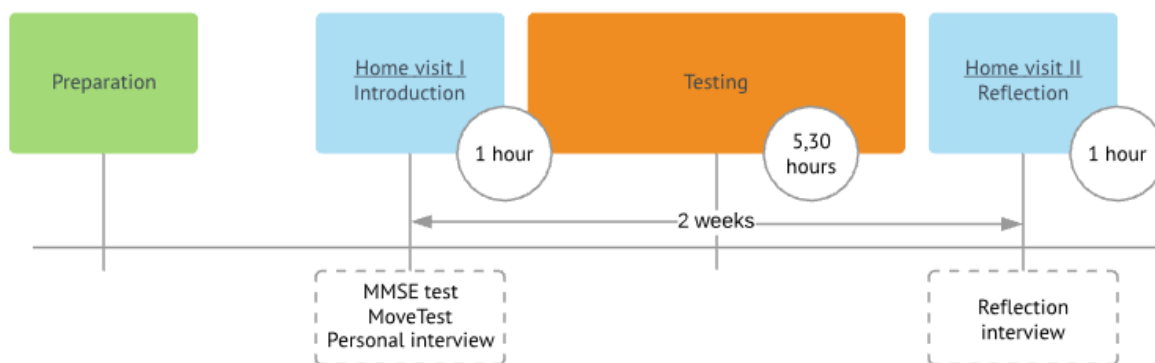 Preparation
Home visit I
Introduction
1 hour
Testing
5,30
hours
Home visit II
Reflection
1 hour
2 weeks
MMSE test
MoveTest
Personal interview
Reflection
interview